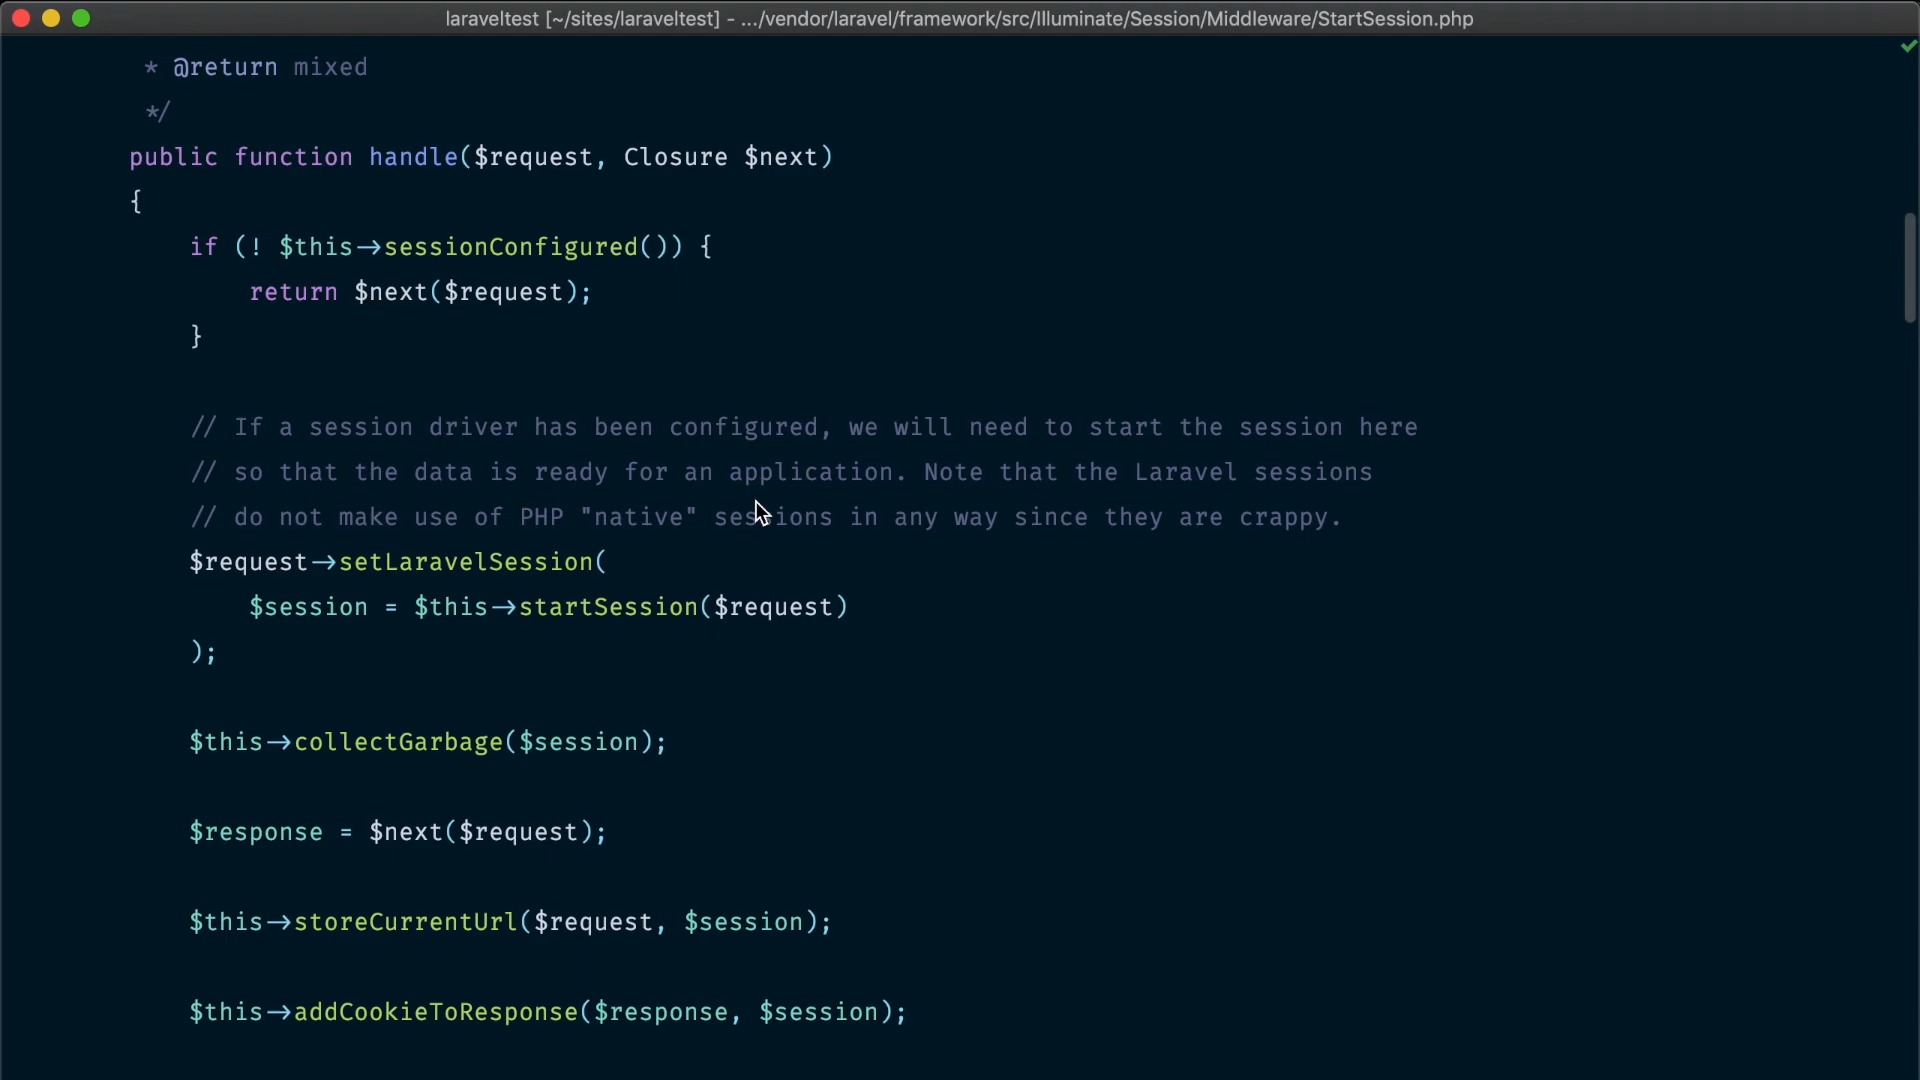 laraveltest [~/sites/laraveltest] - .../vendor/laravel/framework/src/Illuminate/Session/Middleware/StartSession.php
* @return mixed
*/
public function handle($request, Closure $next)
{
if (! $this->sessionConfigured()) {
return $next($request);
}
// If a session driver has been configured, we will need to start the session here
// so that the data is ready for an application. Note that the Laravel sessions
// do not make use of PHP "native" sessions in any way since they are crappy.
$request->setLaravelSession(
$session = $this->startSession($request)
);
$this->collectGarbage($session);
$response = $next($request);
$this->storeCurrentUrl($request, $session);
$this->addCookieToResponse($response, $session);